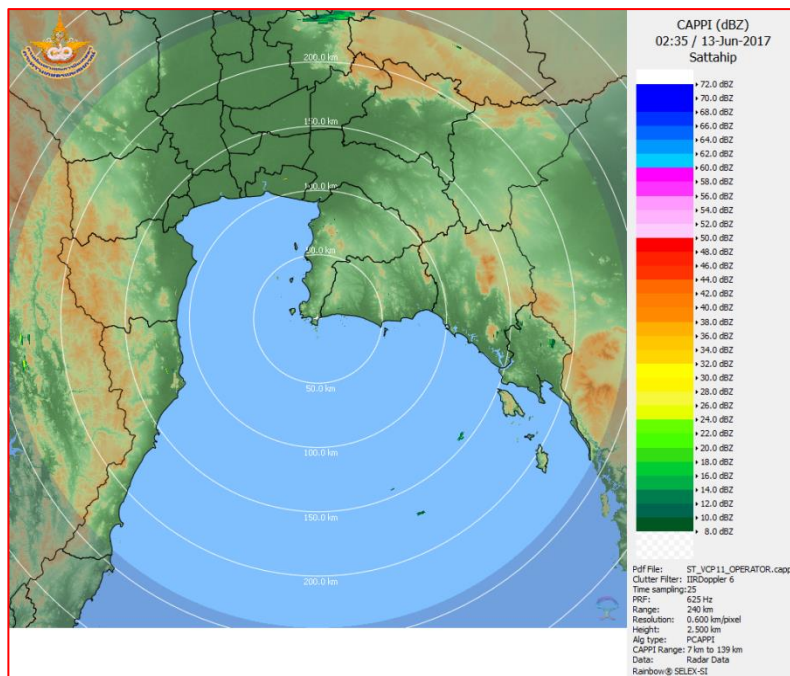 CAPPI (dBZ)
02:35 / 13-Jun-2017
Sattahip
72.0 dBZ
70.0 dBZ
68.0 dBZ
66.0 dBZ
64.0 dBZ
62.0 dBZ
60.0 dBZ
58.0 dBZ
56.0 dBZ
54.0 dBZ
52.0 dBZ
50.0 dBZ
48.0 dBZ
46.0 dBZ
44.0 dBZ
42.0 dBZ
40.0 dBZ
38.0 dBZ
36.0 dBZ
34.0 dBZ
32.0 dBZ
30.0 dBZ
28.0 dBZ
26.0 dBZ
24.0 dBZ
22.0 dBZ
20.0 dBZ
18.0 dBZ
16.0 dBZ
14.0 dBZ
12.0 dBZ
10.0 dBZ
8.0 dBZ
Pdf File: ST_VCP11_OPERATOR.capp
Clutter Filter: IIRDoppler 6
Time sampling:25
PRF: 625 Hz
Range: 240 km
Resolution: 0.600 km/pixel
Height: 2.500 km
Alg type: PCAPPI
CAPPI Range: 7 km to 139 km
Data: Radar Data
Rainbow® SELEX-SI
200.0 km
150.0 km
100.0 km
50.0 km
50.0 km
100.0 km
150.0 km
200.0 km